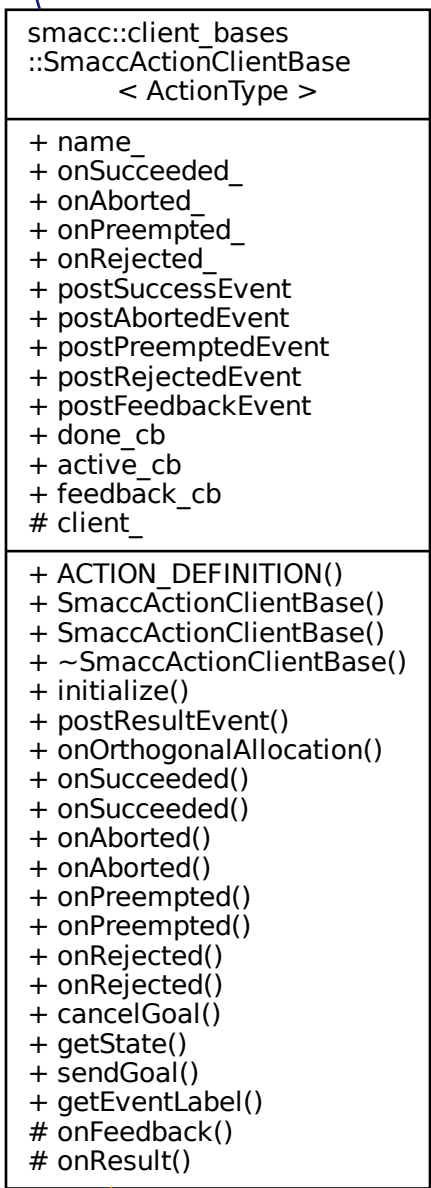 smacc::client_bases
::SmaccActionClientBase
< ActionType >
+ name_
+ onSucceeded_
+ onAborted_
+ onPreempted_
+ onRejected_
+ postSuccessEvent
+ postAbortedEvent
+ postPreemptedEvent
+ postRejectedEvent
+ postFeedbackEvent
+ done_cb
+ active_cb
+ feedback_cb
# client_
+ ACTION_DEFINITION()
+ SmaccActionClientBase()
+ SmaccActionClientBase()
+ ~SmaccActionClientBase()
+ initialize()
+ postResultEvent()
+ onOrthogonalAllocation()
+ onSucceeded()
+ onSucceeded()
+ onAborted()
+ onAborted()
+ onPreempted()
+ onPreempted()
+ onRejected()
+ onRejected()
+ cancelGoal()
+ getState()
+ sendGoal()
+ getEventLabel()
# onFeedback()
# onResult()